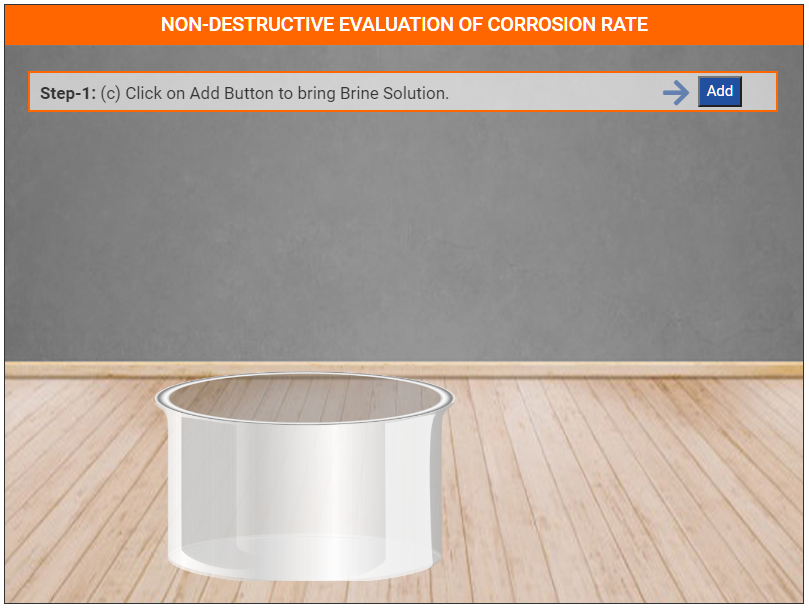 NON-DESTRUCTIVE EVALUATION OF CORROSION RATE
Step-1: (c) Click on Add Button to bring Brine Solution.
Add